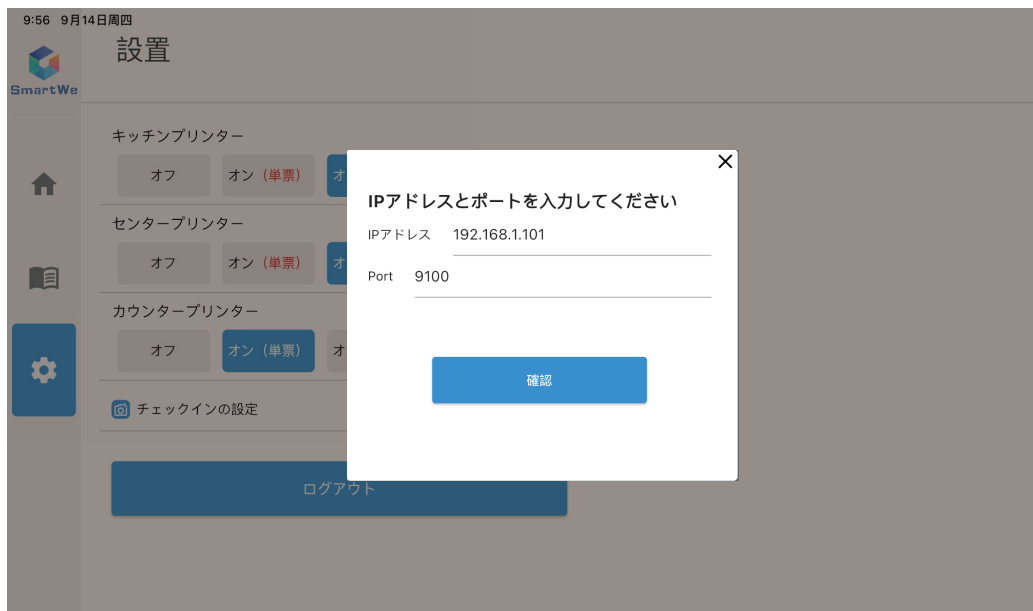 9:56 9月14日周四
設置
SmartWe
キッチンプリンター
オフ
オン（単票）
オ
センタープリンター
オフ
オン（単票）
オ
カウンタープリンター
オフ
オン（単票）
オ
チェックインの設定
ログアウト
IPアドレスとポートを入力してください
IPアドレス 192.168.1.101
Port 9100
確認